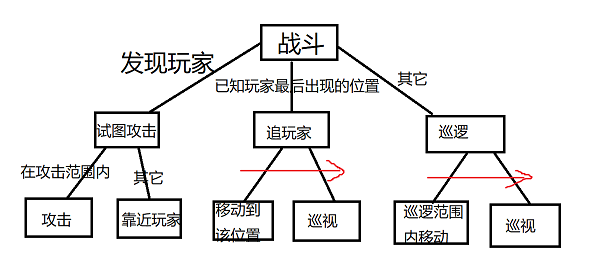 战斗
发现玩家
已知玩家最后出现的位置
其它
试图攻击
追玩家
巡逻
在攻击范围内
其它
攻击
靠近玩家
移动到
该位置
巡视
巡逻范围
内移动
巡视